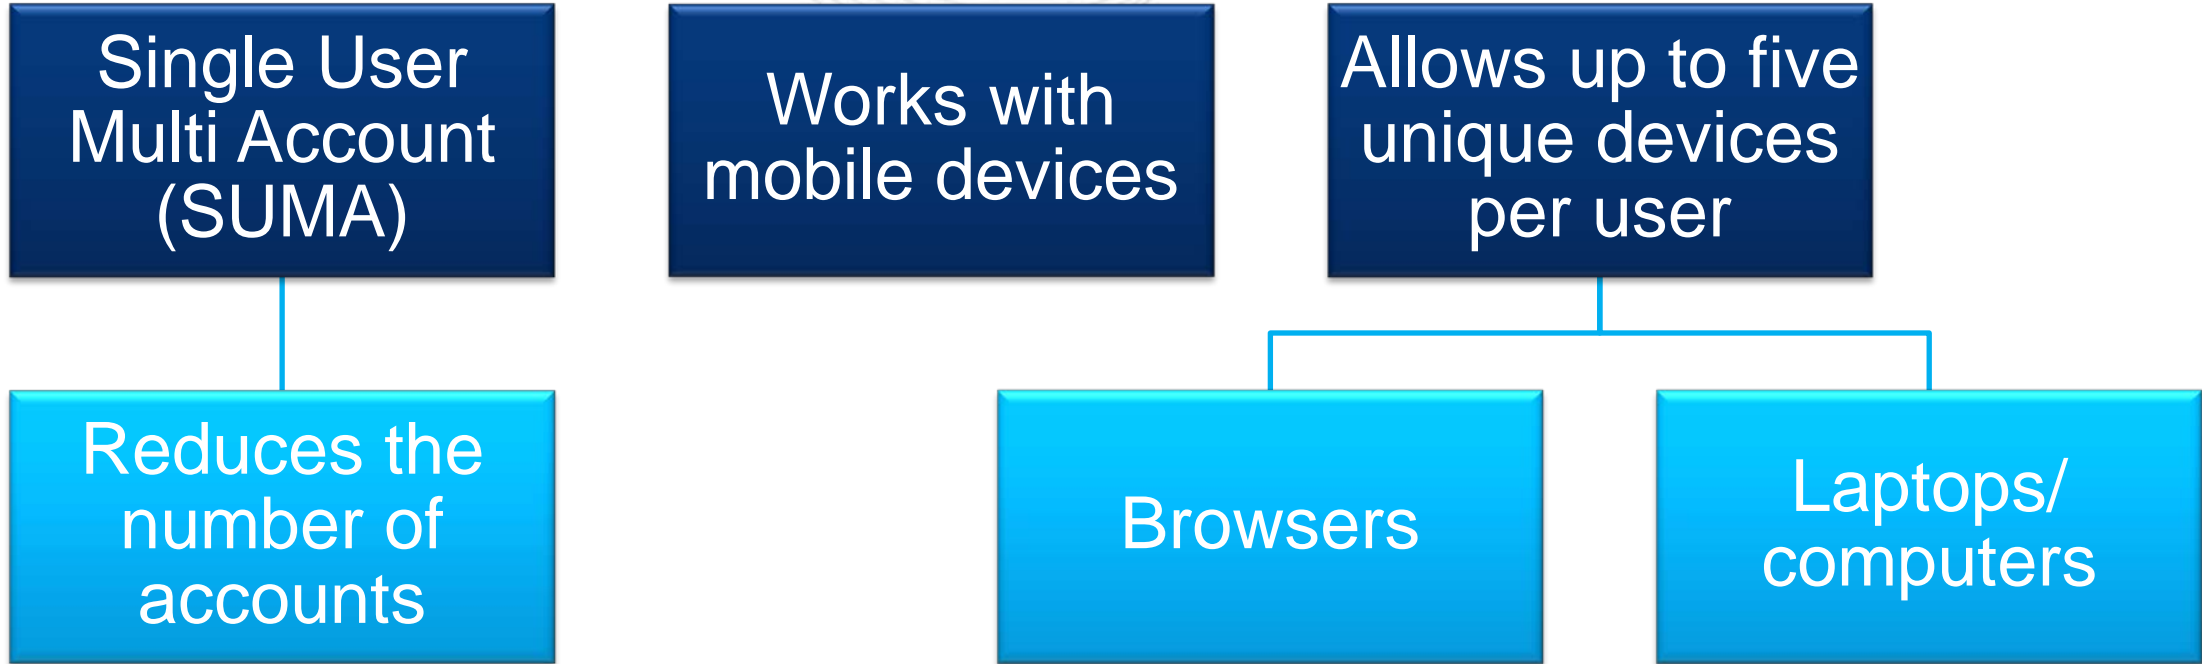 Single User
Multi Account
(SUMA)
Works with
mobile devices
Allows up to five
unique devices
per user
Reduces the
number of
accounts
Browsers
Laptops/
computers